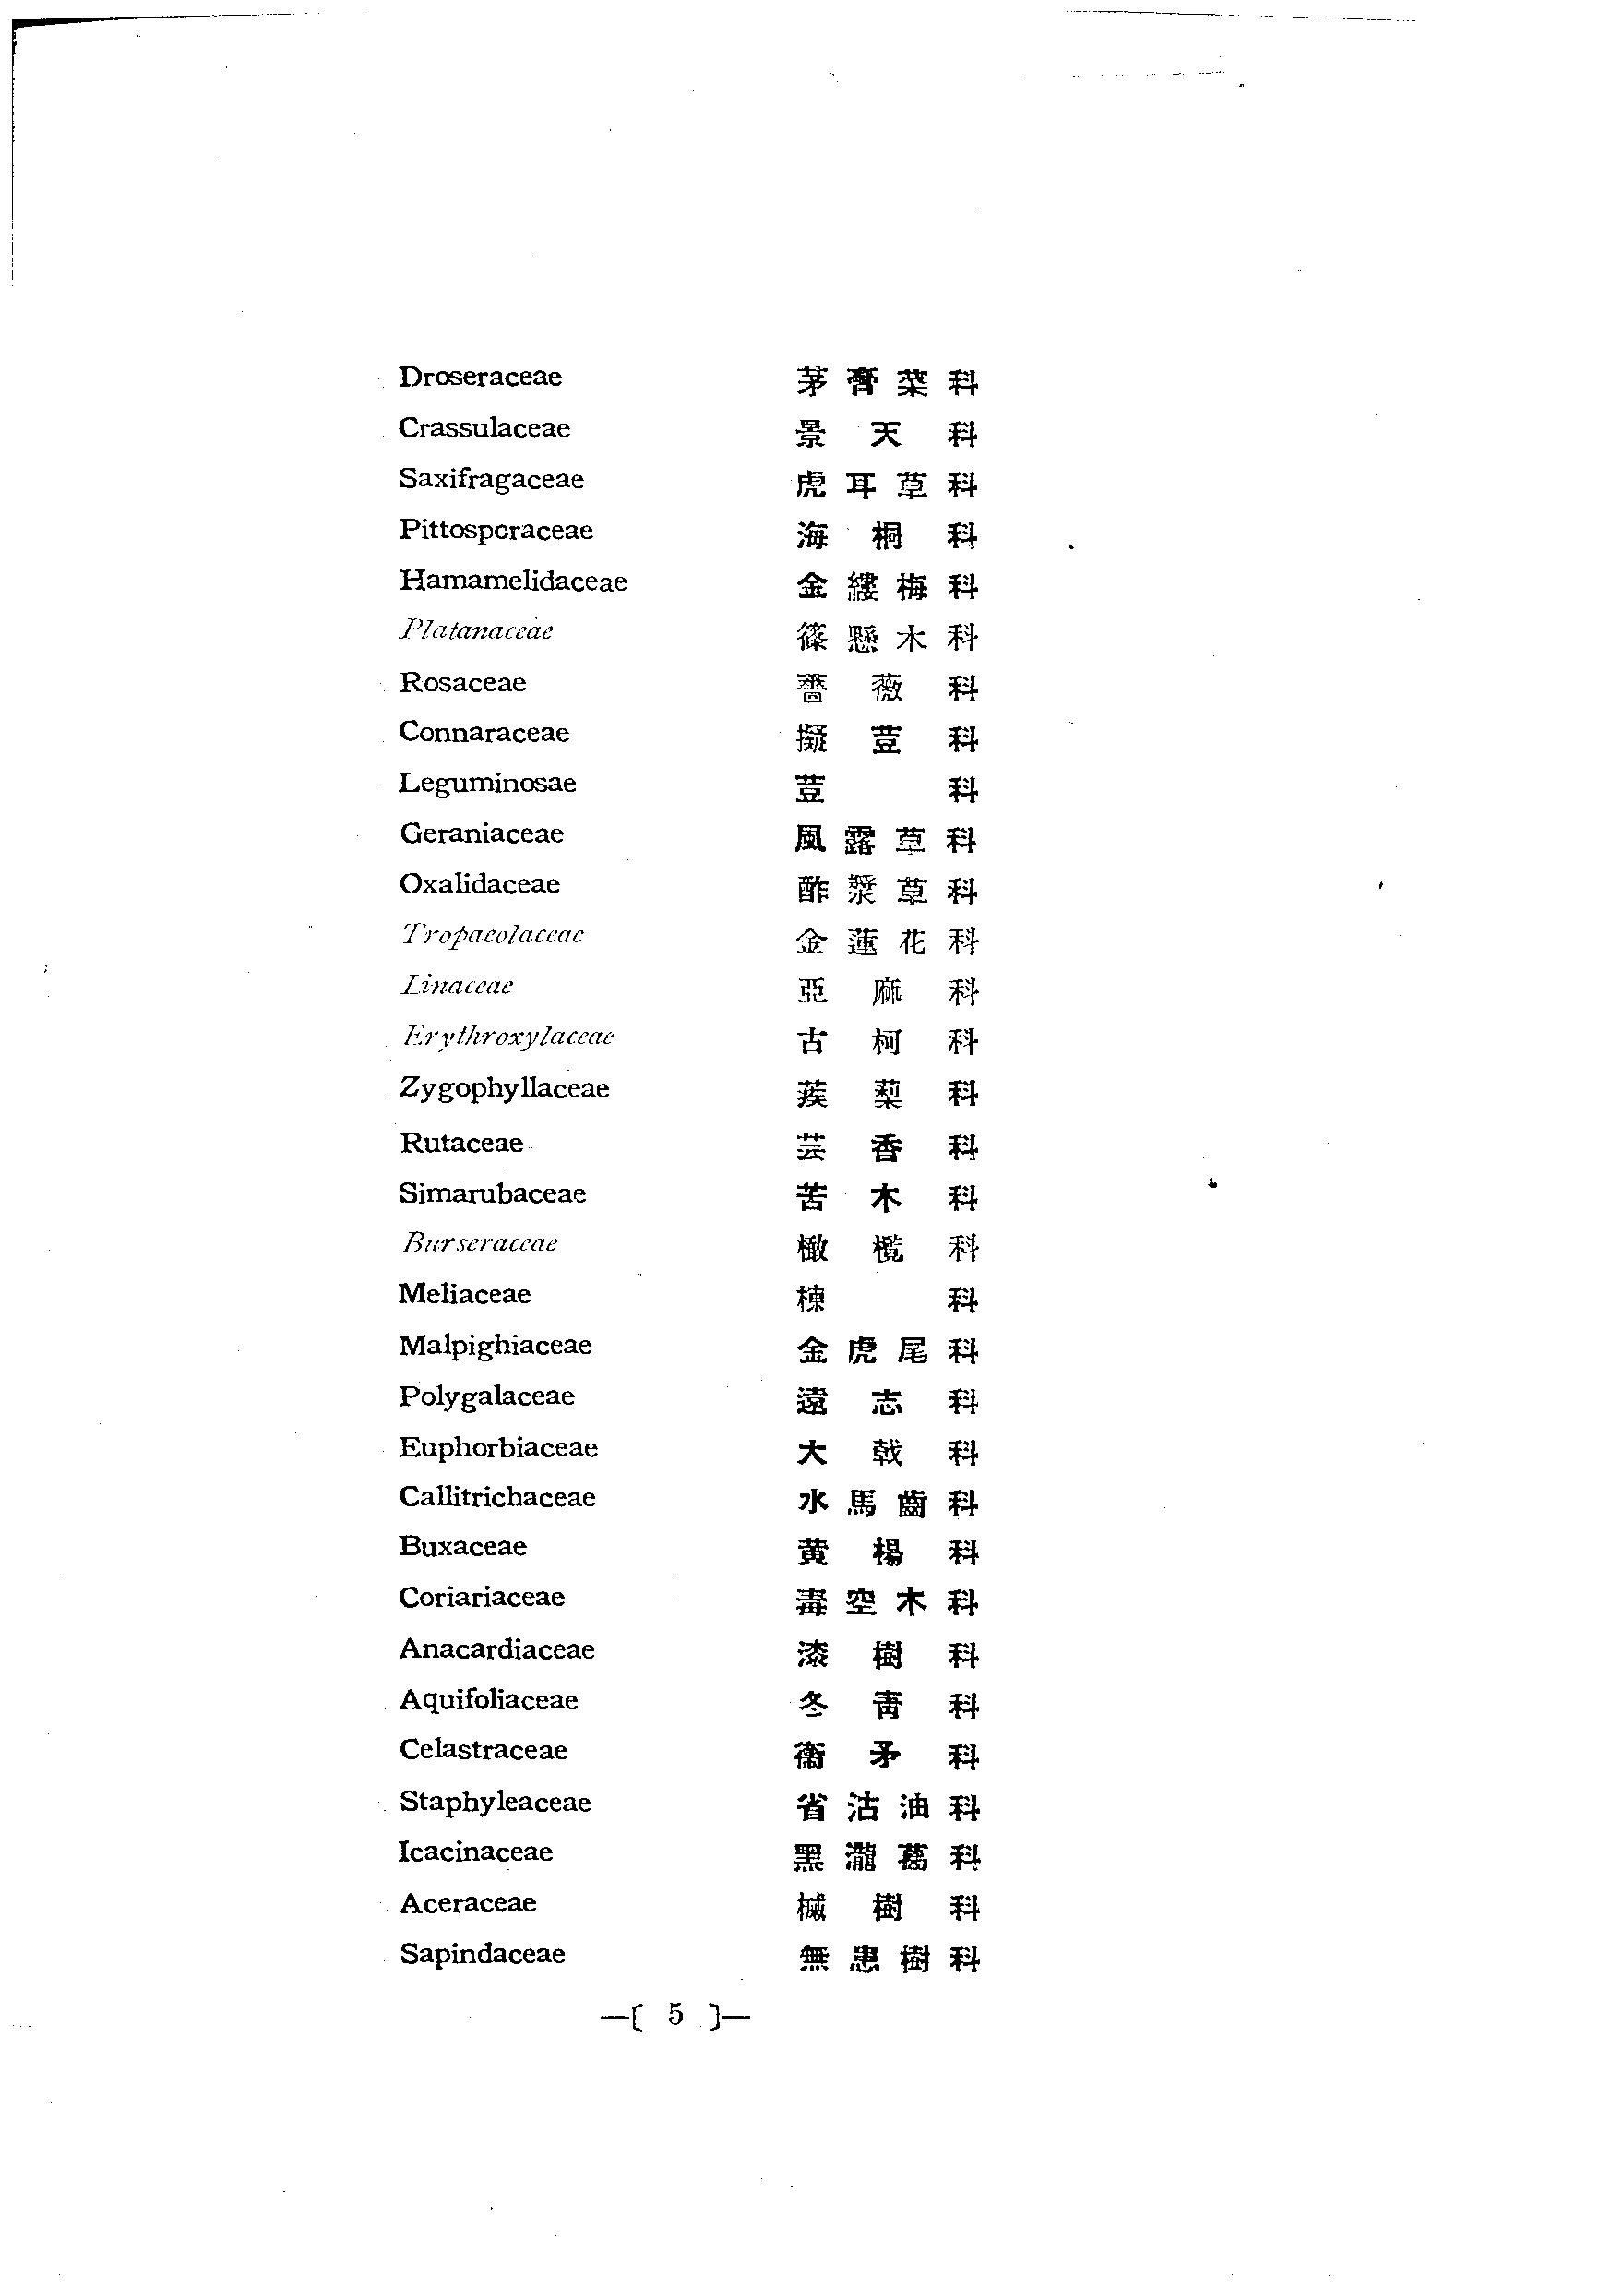 Droseraceae 茅膏菜科
Crassulaceae 景天科
Saxifragaceae 虎耳草科
Pittosporaceae 海桐科
Hamamelidaceae 金縷梅科
Platanaceae 篠懸木科
Rosaceae 薔薇科
Connaraceae 擬荳科
Leguminosae 荳科
Geraniaceae 風露草科
Oxalidaceae 酢漿草科
Tropaeolaceae 金蓮花科
Linaceae 亞麻科
Erythroxylaceae 古柯科
Zygophyllaceae 蒺蔾科
Rutaceae 芸香科
Simarubaceae 苦木科
Burseraceae 橄欖科
Meliaceae 楝科
Malpighiaceae 金虎尾科
Polygalaceae 遠志科
Euphorbiaceae 大戟科
Callitrichaceae 水馬齒科
Buxaceae 黃楊科
Coriariaceae 毒空木科
Anacardiaceae 漆樹科
Aquifoliaceae 冬青科
Celastraceae 衞矛科
Staphyleaceae 省沽油科
Icacinaceae 黑瀧葛科
Aceraceae 槭樹科
Sapindaceae 無患樹科
—〔 5 〕—